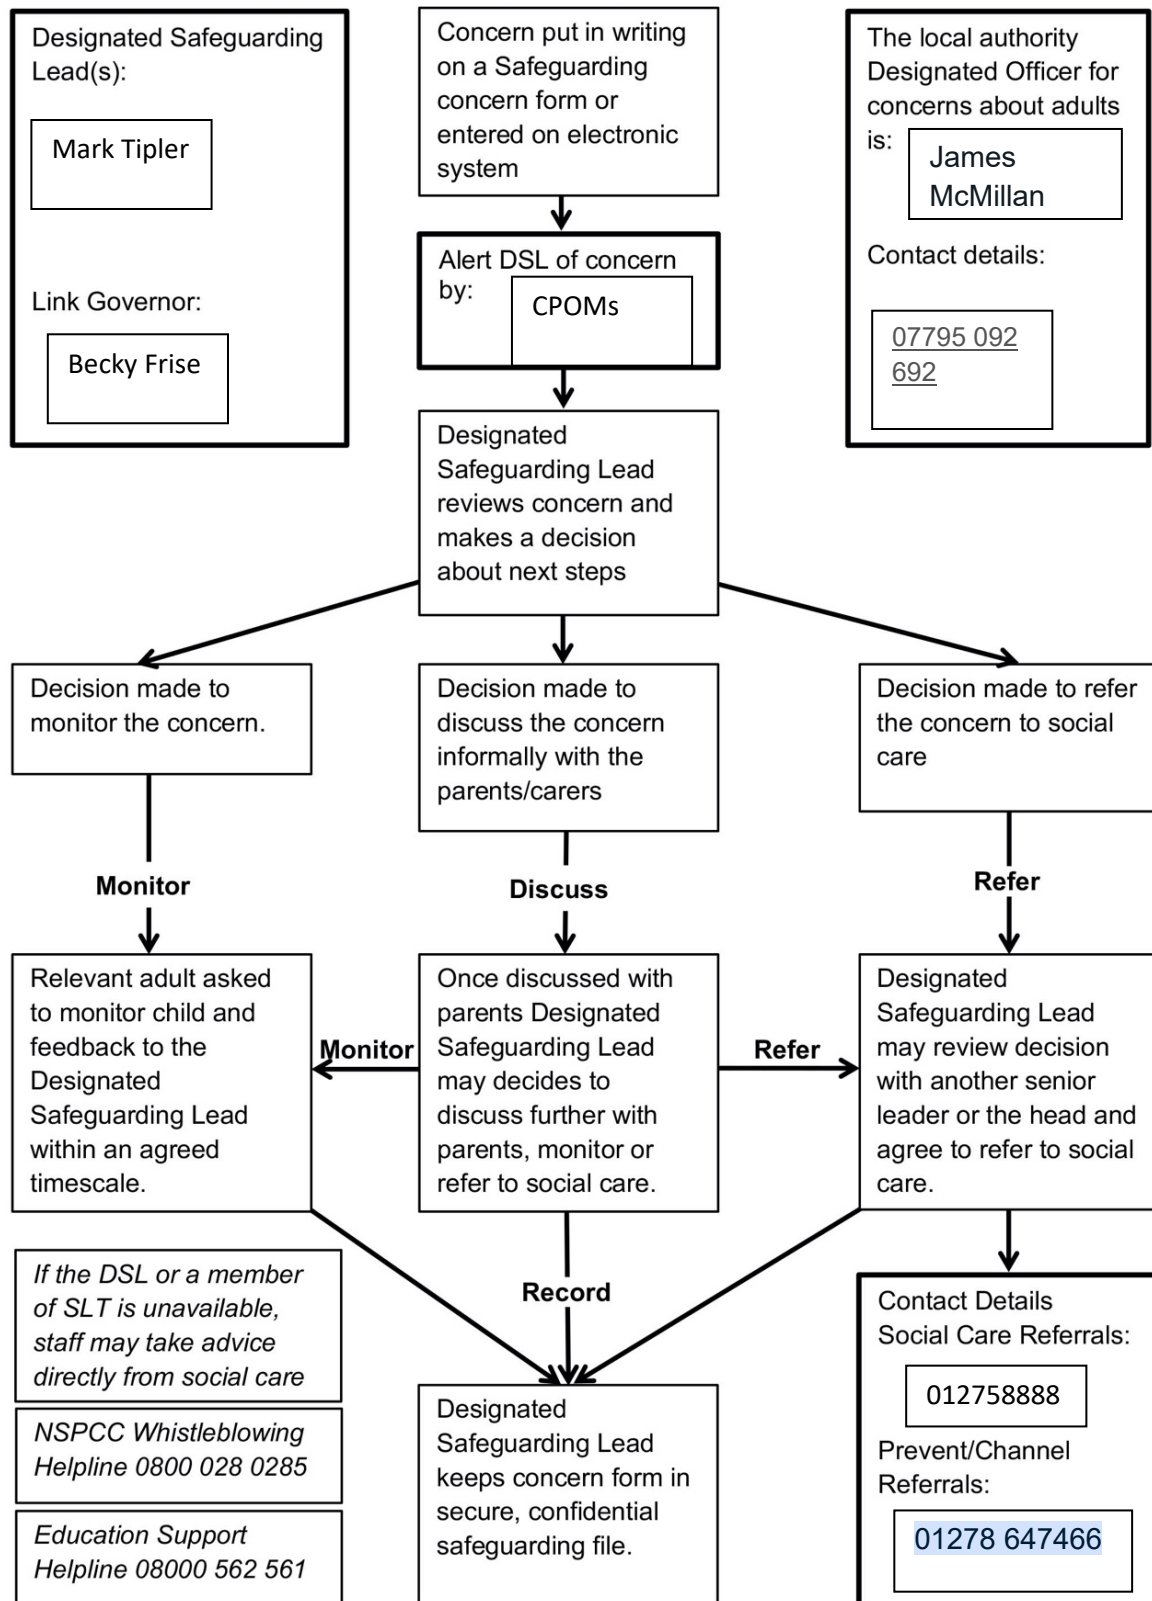 Designated Safeguarding
Lead(s):
Mark Tipler
Link Governor:
Becky Frise
Concern put in writing
on a Safeguarding
concern form or
entered on electronic
system
The local authority
Designated Officer for
concerns about adults
is:
James
McMillan
Contact details:
07795 092
692
Alert DSL of concern
by:
CPOMs
Designated
Safeguarding Lead
reviews concern and
makes a decision
about next steps
Decision made to
monitor the concern.
Decision made to
discuss the concern
informally with the
parents/carers
Decision made to refer
the concern to social
care
Monitor
Discuss
Refer
Relevant adult asked
to monitor child and
feedback to the
Designated
Safeguarding Lead
within an agreed
timescale.
Monitor
Once discussed with
parents Designated
Safeguarding Lead
may decides to
discuss further with
parents, monitor or
refer to social care.
Refer
Designated
Safeguarding Lead
may review decision
with another senior
leader or the head and
agree to refer to social
care.
Record
If the DSL or a member
of SLT is unavailable,
staff may take advice
directly from social care
NSPCC Whistleblowing
Helpline 0800 028 0285
Education Support
Helpline 08000 562 561
Designated
Safeguarding Lead
keeps concern form in
secure, confidential
safeguarding file.
Contact Details
Social Care Referrals:
012758888
Prevent/Channel
Referrals:
01278 647466